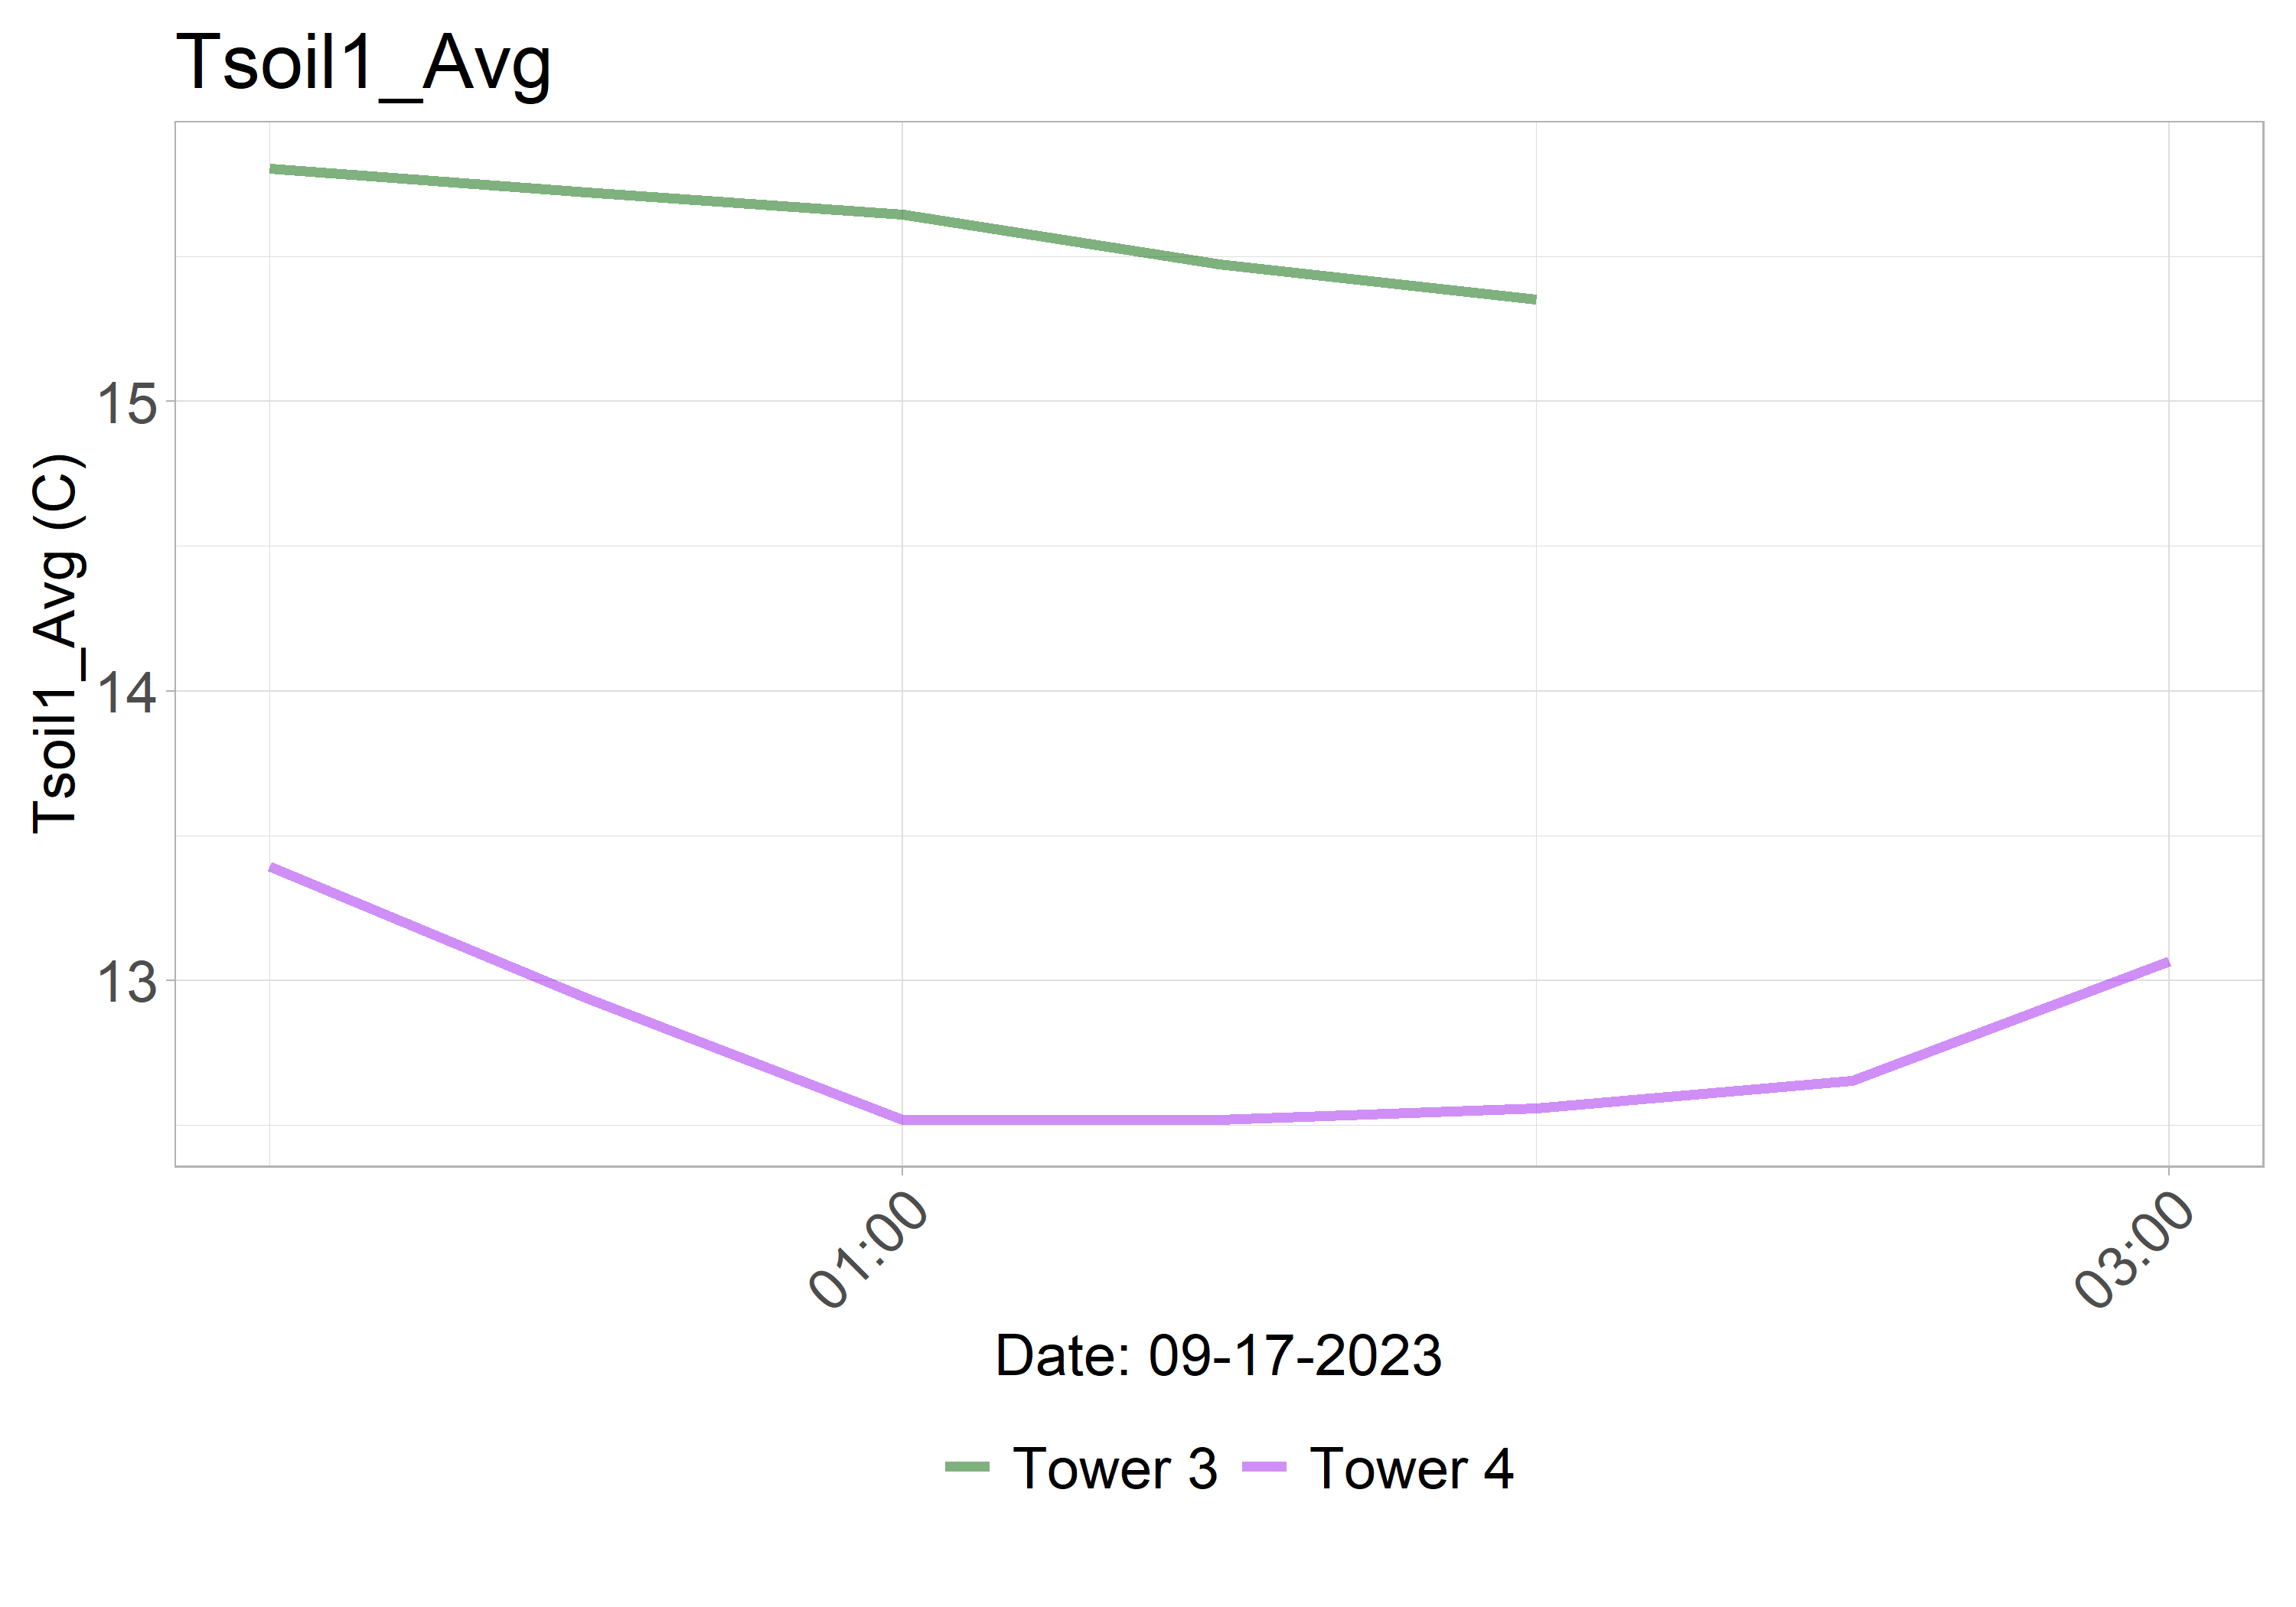 Tsoil1_Avg
Tsoil1_Avg (C)
15
14
13
01:00
03:00
Date: 09-17-2023
Tower 3
Tower 4